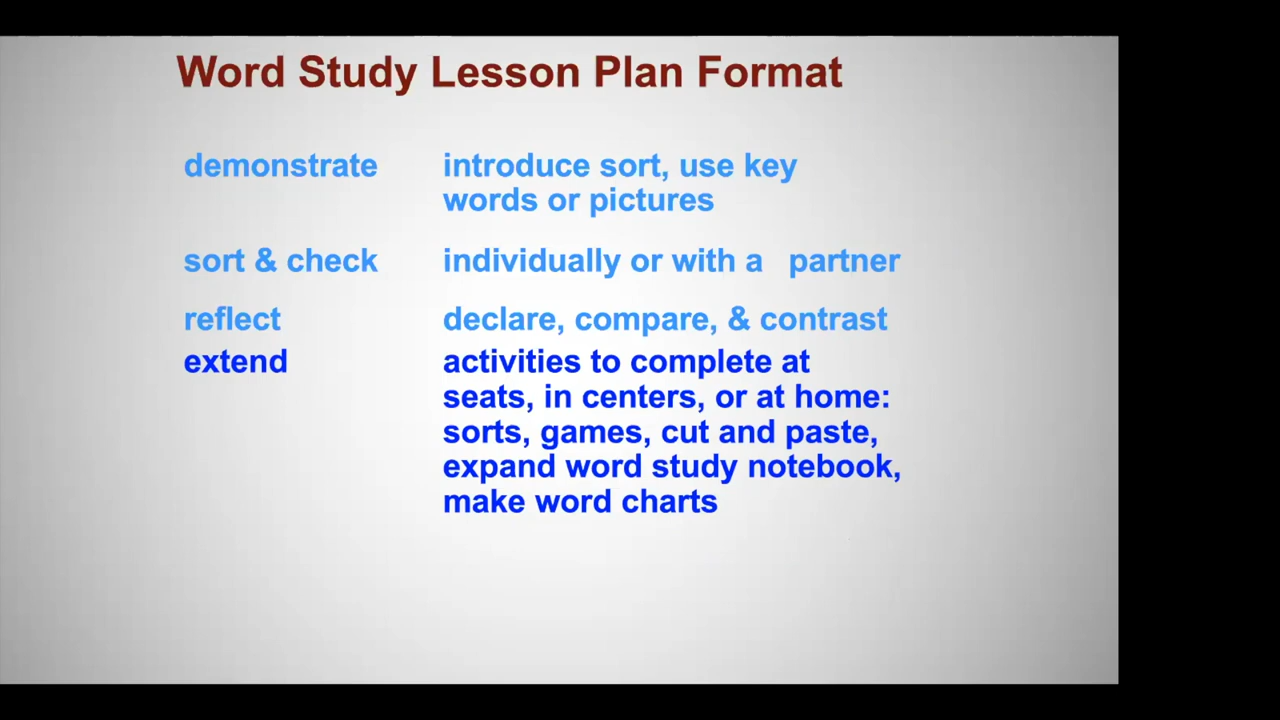 Word Study Lesson Plan Format
demonstrate introduce sort, use key
words or pictures
sort & check individually or with a partner
reflect declare, compare, & contrast
extend activities to complete at
seats, in centers, or at home:
sorts, games, cut and paste,
expand word study notebook,
make word charts